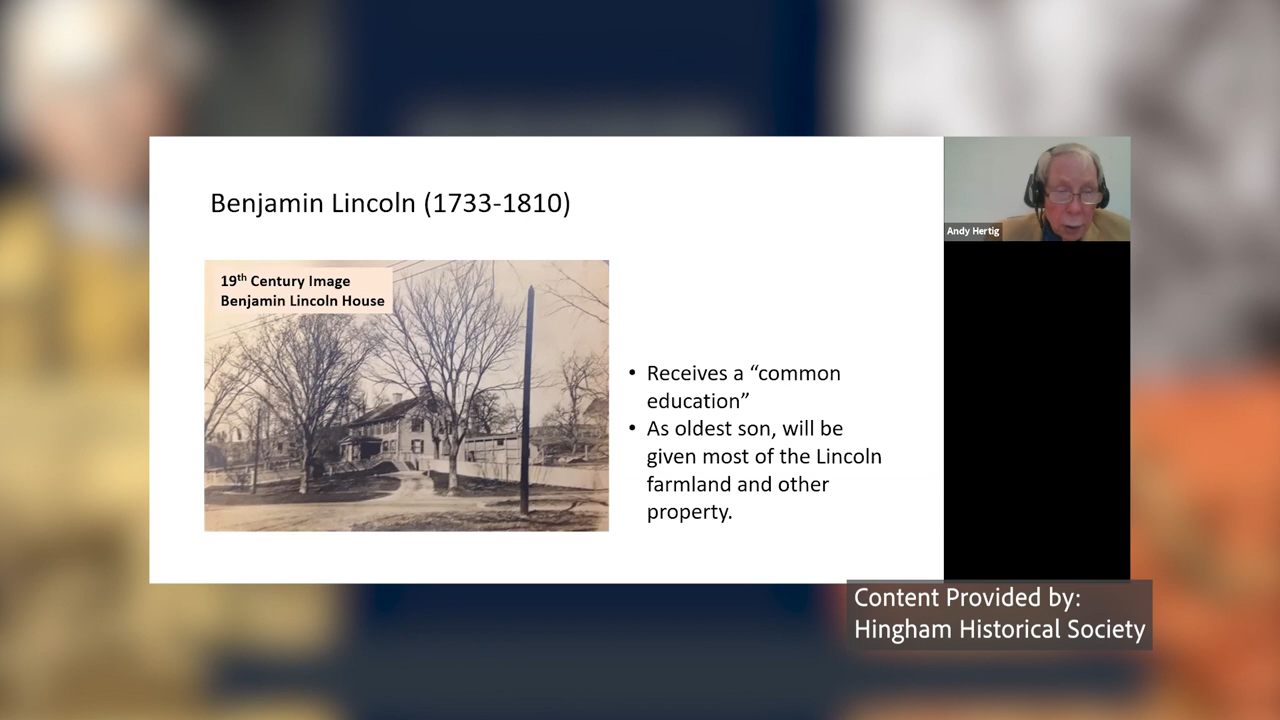 Benjamin Lincoln (1733-1810)
19th Century Image
Benjamin Lincoln House
• Receives a “common
education”
• As oldest son, will be
given most of the Lincoln
farmland and other
property.
Andy Hertig
Content Provided by:
Hingham Historical Society